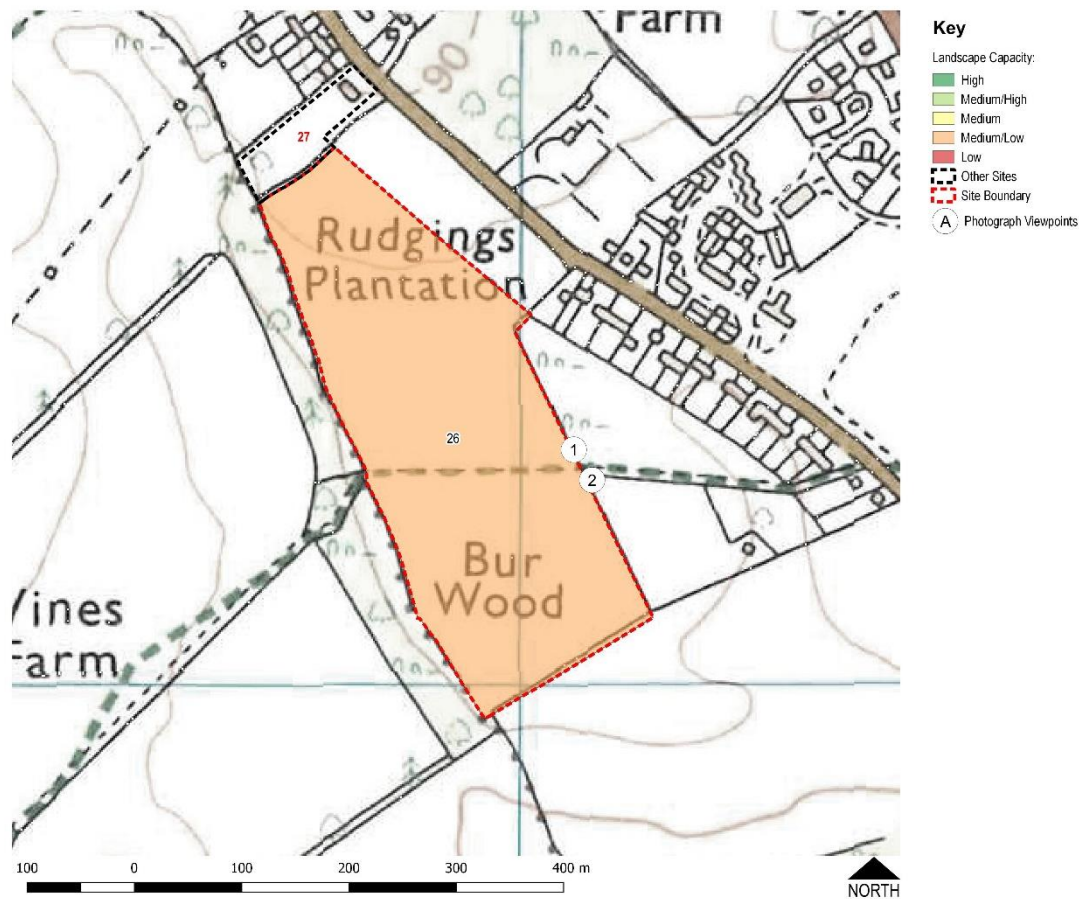 Farm
90
27
Rudgings
Plantation
26
1
2
Bur
Wood
Vines
Farm
100 0 100 200 300 400 m
NORTH
Key
Landscape Capacity:
High
Medium/High
Medium
Medium/Low
Low
Other Sites
Site Boundary
A Photograph Viewpoints